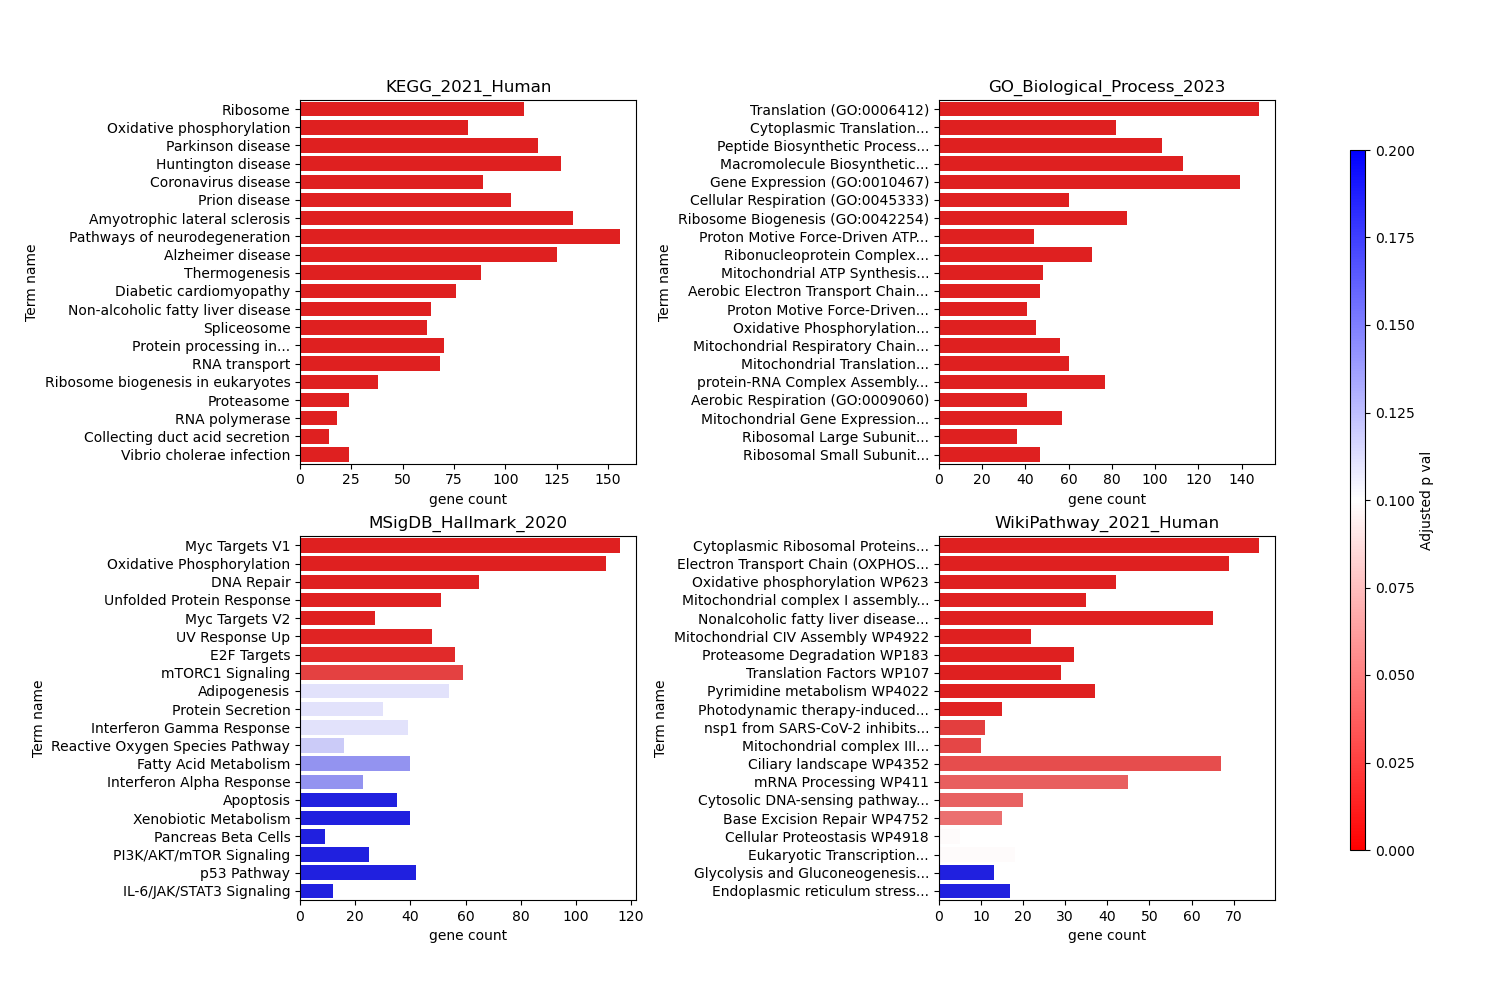 KEGG_2021_Human
Term name
Ribosome
Oxidative phosphorylation
Parkinson disease
Huntington disease
Coronavirus disease
Prion disease
Amyotrophic lateral sclerosis
Pathways of neurodegeneration
Alzheimer disease
Thermogenesis
Diabetic cardiomyopathy
Non-alcoholic fatty liver disease
Spliceosome
Protein processing in...
RNA transport
Ribosome biogenesis in eukaryotes
Proteasome
RNA polymerase
Collecting duct acid secretion
Vibrio cholerae infection
0 25 50 75 100 125 150
gene count
GO_Biological_Process_2023
Term name
Translation (GO:0006412)
Cytoplasmic Translation...
Peptide Biosynthetic Process...
Macromolecule Biosynthetic...
Gene Expression (GO:0010467)
Cellular Respiration (GO:0045333)
Ribosome Biogenesis (GO:0042254)
Proton Motive Force-Driven ATP...
Ribonucleoprotein Complex...
Mitochondrial ATP Synthesis...
Aerobic Electron Transport Chain...
Proton Motive Force-Driven...
Oxidative Phosphorylation...
Mitochondrial Respiratory Chain...
Mitochondrial Translation...
protein-RNA Complex Assembly...
Aerobic Respiration (GO:0009060)
Mitochondrial Gene Expression...
Ribosomal Large Subunit...
Ribosomal Small Subunit...
0 20 40 60 80 100 120 140
gene count
MSigDB_Hallmark_2020
Term name
Myc Targets V1
Oxidative Phosphorylation
DNA Repair
Unfolded Protein Response
Myc Targets V2
UV Response Up
E2F Targets
mTORC1 Signaling
Adipogenesis
Protein Secretion
Interferon Gamma Response
Reactive Oxygen Species Pathway
Fatty Acid Metabolism
Interferon Alpha Response
Apoptosis
Xenobiotic Metabolism
Pancreas Beta Cells
PI3K/AKT/mTOR Signaling
p53 Pathway
IL-6/JAK/STAT3 Signaling
0 20 40 60 80 100 120
gene count
WikiPathway_2021_Human
Term name
Cytoplasmic Ribosomal Proteins...
Electron Transport Chain (OXPHOS...
Oxidative phosphorylation WP623
Mitochondrial complex I assembly...
Nonalcoholic fatty liver disease...
Mitochondrial CIV Assembly WP4922
Proteasome Degradation WP183
Translation Factors WP107
Pyrimidine metabolism WP4022
Photodynamic therapy-induced...
nsp1 from SARS-CoV-2 inhibits...
Mitochondrial complex III...
Ciliary landscape WP4352
mRNA Processing WP411
Cytosolic DNA-sensing pathway...
Base Excision Repair WP4752
Cellular Proteostasis WP4918
Eukaryotic Transcription...
Glycolysis and Gluconeogenesis...
Endoplasmic reticulum stress...
0 10 20 30 40 50 60 70
gene count
0.200
0.175
0.150
0.125
0.100
0.075
0.050
0.025
0.000
Adjusted p val